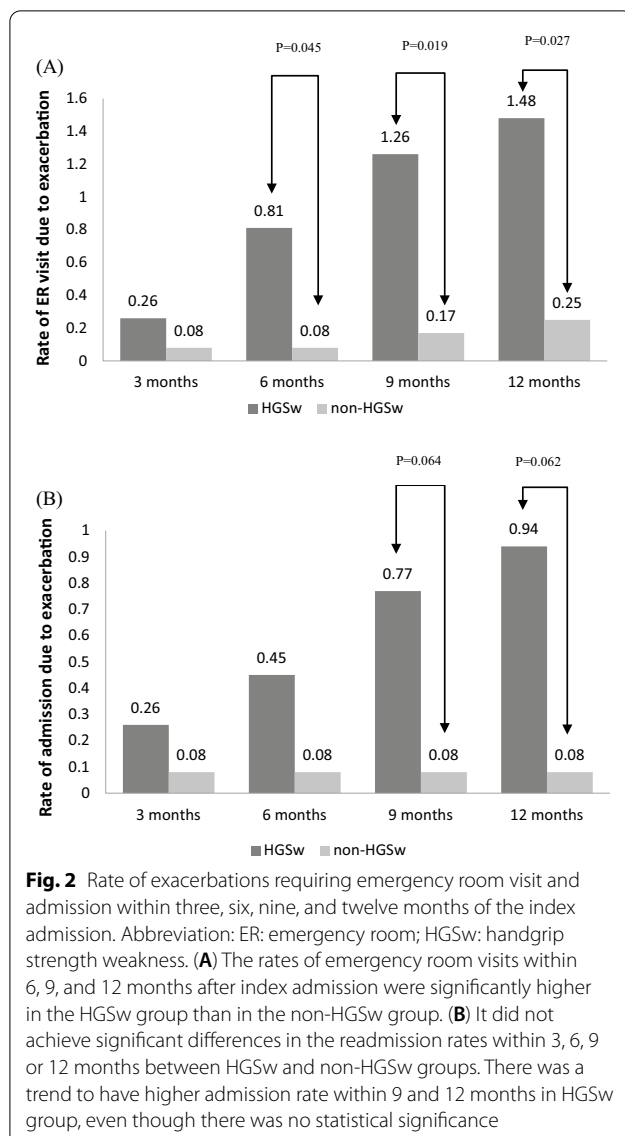 P=0.045 P=0.019 P=0.027
(A)
Rate of ER visit due to exacerbation
1.6
1.4
1.2
1
0.8
0.6
0.4
0.2
0
0.26 0.08 0.81 0.08 1.26 0.17 1.48 0.25
3 months 6 months 9 months 12 months
HGSw non-HGSw
P=0.064 P=0.062
(B)
Rate of admission due to exacerbation
1
0.9
0.8
0.7
0.6
0.5
0.4
0.3
0.2
0.1
0
0.26 0.08 0.45 0.08 0.77 0.08 0.94 0.08
3 months 6 months 9 months 12 months
HGSw non-HGSw
Fig. 2 Rate of exacerbations requiring emergency room visit and
admission within three, six, nine, and twelve months of the index
admission. Abbreviation: ER: emergency room; HGSw: handgrip
strength weakness. (A) The rates of emergency room visits within
6, 9, and 12 months after index admission were significantly higher
in the HGSw group than in the non-HGSw group. (B) It did not
achieve significant differences in the readmission rates within 3, 6, 9
or 12 months between HGSw and non-HGSw groups. There was a
trend to have higher admission rate within 9 and 12 months in HGSw
group, even though there was no statistical significance